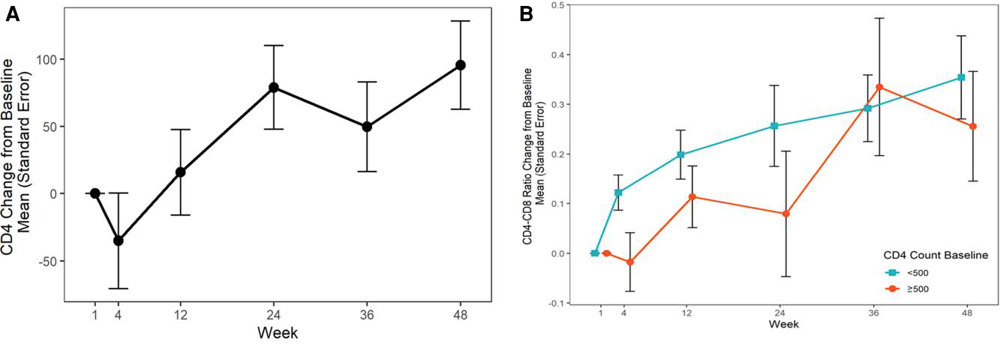 A
CD4 Change from Baseline
Mean (Standard Error)
100
50
0
-50
1 4 12 24 36 48
Week
B
CD4-CD8 Ratio Change from Baseline
Mean (Standard Error)
0.5
0.4
0.3
0.2
0.1
0.0
-0.1
CD4 Count Baseline
<500
≥500
1 4 12 24 36 48
Week